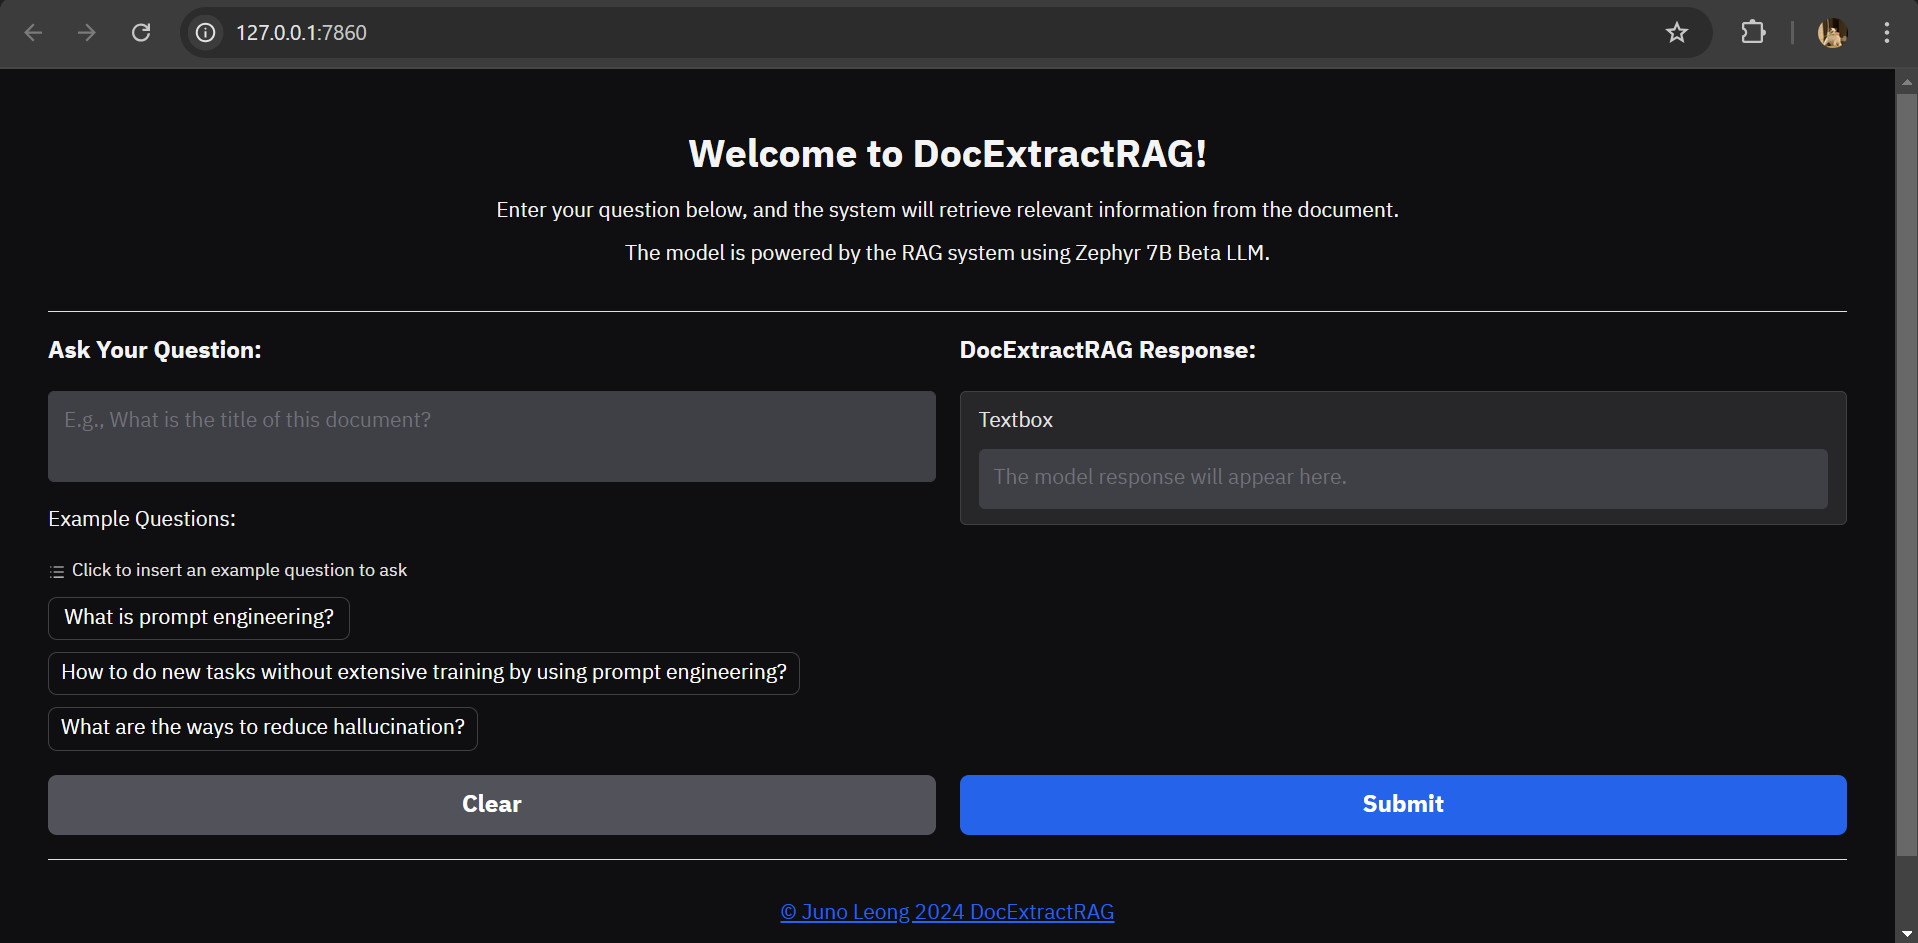 127.0.0.1:7860
Welcome to DocExtractRAG!
Enter your question below, and the system will retrieve relevant information from the document.
The model is powered by the RAG system using Zephyr 7B Beta LLM.
Ask Your Question:
E.g., What is the title of this document?
Example Questions:
Click to insert an example question to ask
What is prompt engineering?
How to do new tasks without extensive training by using prompt engineering?
What are the ways to reduce hallucination?
DocExtractRAG Response:
Textbox
The model response will appear here.
Clear
Submit
© Juno Leong 2024 DocExtractRAG